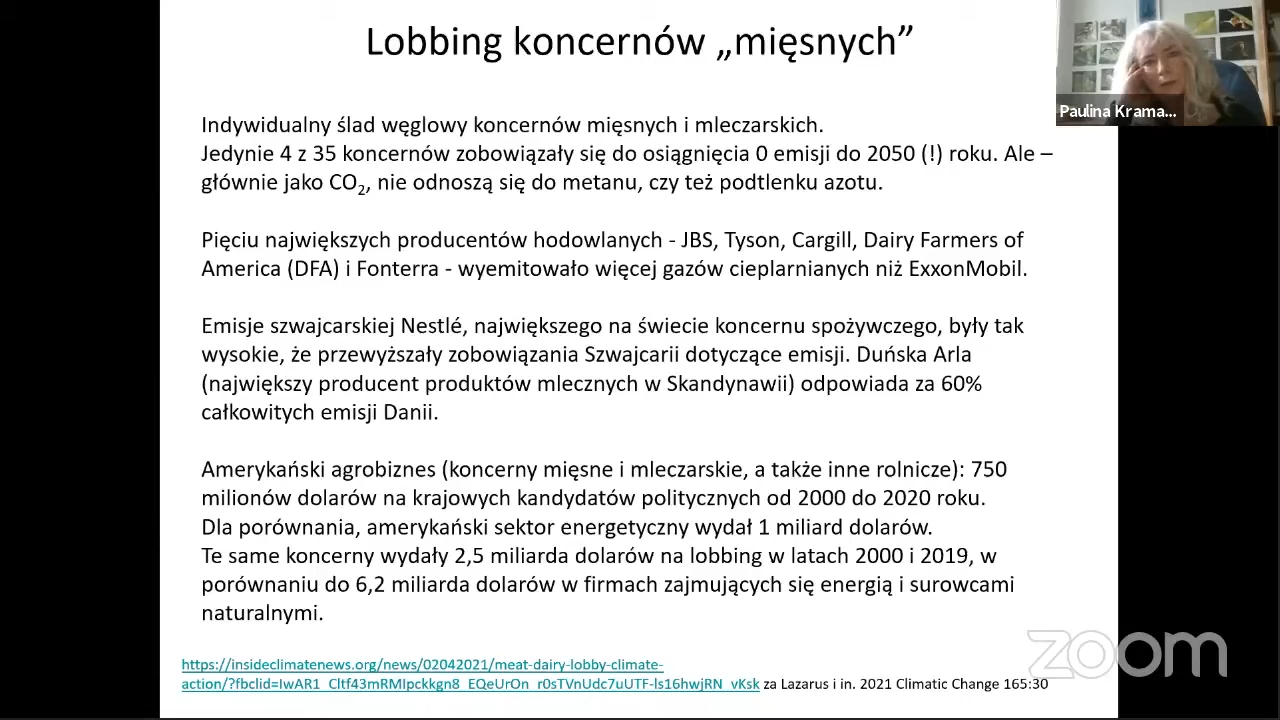 Lobbing koncernów „mięsnych”
Paulina Krama...
Indywidualny ślad węglowy koncernów mięsnych i mleczarskich.
Jedynie 4 z 35 koncernów zobowiązały się do osiągnięcia 0 emisji do 2050 (!) roku. Ale –
głównie jako CO₂, nie odnoszą się do metanu, czy też podtlenku azotu.
Pięciu największych producentów hodowlanych - JBS, Tyson, Cargill, Dairy Farmers of
America (DFA) i Fonterra - wyemitowało więcej gazów cieplarnianych niż ExxonMobil.
Emisje szwajcarskiej Nestlé, największego na świecie koncernu spożywczego, były tak
wysokie, że przewyższały zobowiązania Szwajcarii dotyczące emisji. Duńska Arla
(największy producent produktów mlecznych w Skandynawii) odpowiada za 60%
całkowitych emisji Danii.
Amerykański agrobiznes (koncerny mięsne i mleczarskie, a także inne rolnicze): 750
milionów dolarów na krajowych kandydatów politycznych od 2000 do 2020 roku.
Dla porównania, amerykański sektor energetyczny wydał 1 miliard dolarów.
Te same koncerny wydały 2,5 miliarda dolarów na lobbing w latach 2000 i 2019, w
porównaniu do 6,2 miliarda dolarów w firmach zajmujących się energią i surowcami
naturalnymi.
https://insideclimatenews.org/news/02042021/meat-dairy-lobby-climate-
action/?fbclid=IwAR1_Cltf43mRMIpckkgn8_EQeUrOn_r0sTVnUdc7uUTF-ls16hwjRN_vKsk za Lazarus i in. 2021 Climatic Change 165:30
zoom